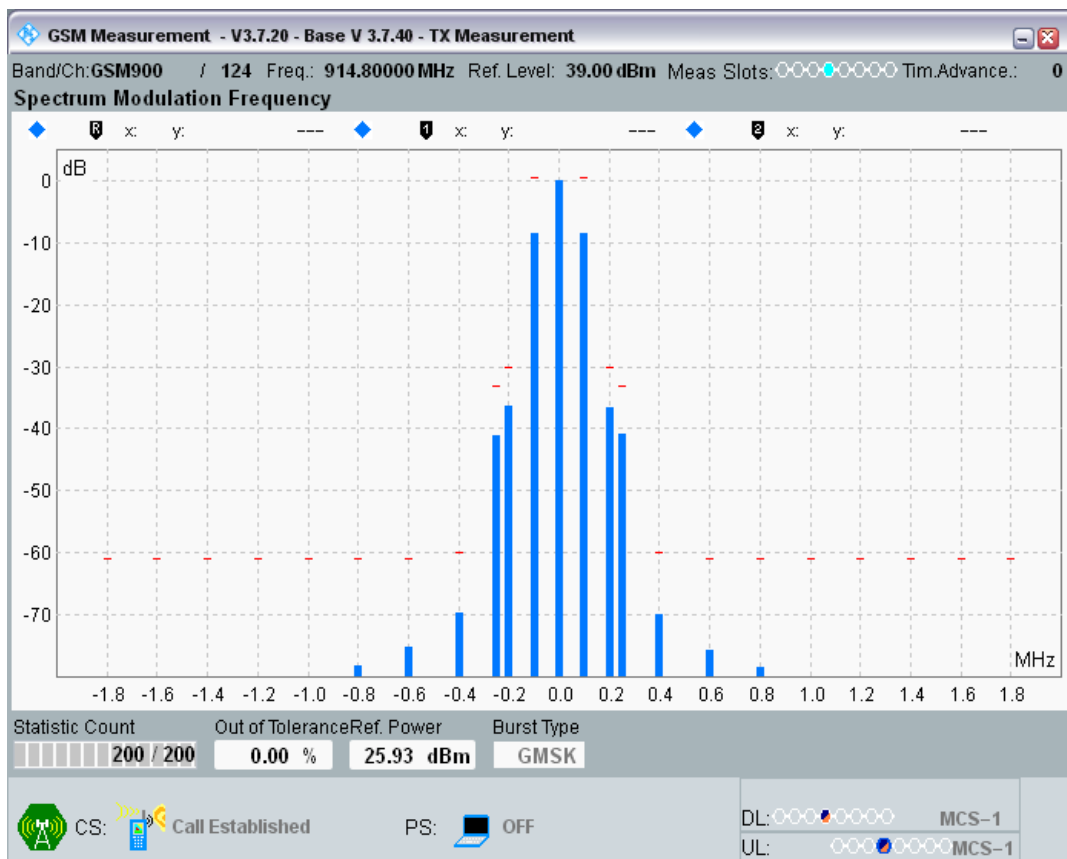 GSM Measurement - V3.7.20 - Base V 3.7.40 - TX Measurement
Band/Ch:GSM900 / 124 Freq.: 914.80000 MHz Ref. Level: 39.00 dBm Meas Slots: Tim.Advance.: 0
Spectrum Modulation Frequency
R x: y: --- 1 x: y: --- 2 x: y: ---
dB
0
-10
-20
-30
-40
-50
-60
-70
MHz
-1.8 -1.6 -1.4 -1.2 -1.0 -0.8 -0.6 -0.4 -0.2 0.0 0.2 0.4 0.6 0.8 1.0 1.2 1.4 1.6 1.8
Statistic Count Out of Tolerance Ref. Power Burst Type
200 / 200 0.00 % 25.93 dBm GMSK
CS: Call Established PS: OFF
DL: MCS-1
UL: MCS-1